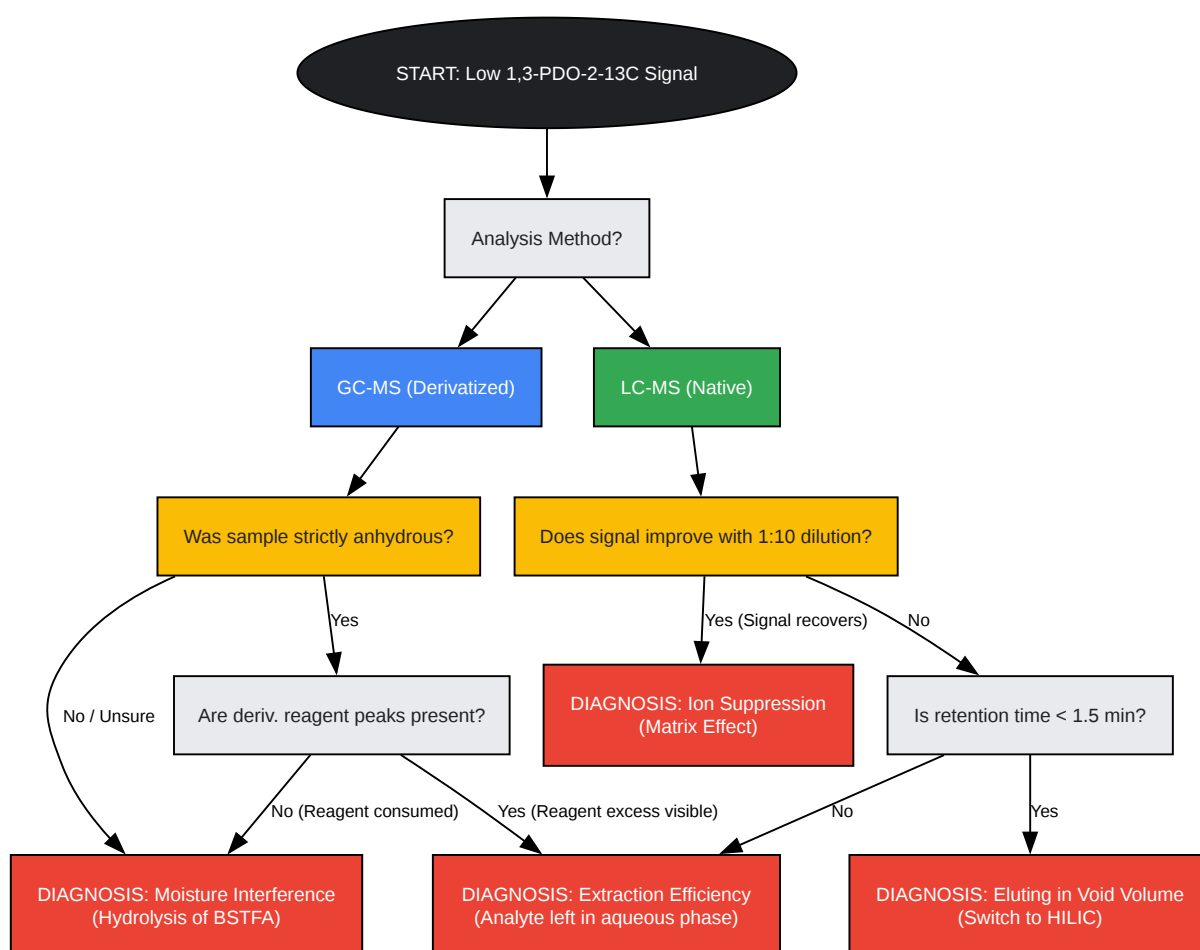 START: Low 1,3-PDO-2-13C Signal
Analysis Method?
GC-MS (Derivatized)
LC-MS (Native)
Was sample strictly anhydrous?
Does signal improve with 1:10 dilution?
Yes
Yes (Signal recovers)
No
No / Unsure
Are deriv. reagent peaks present?
DIAGNOSIS: Ion Suppression
(Matrix Effect)
Is retention time < 1.5 min?
No (Reagent consumed)
Yes (Reagent excess visible)
No
Yes
DIAGNOSIS: Moisture Interference
(Hydrolysis of BSTFA)
DIAGNOSIS: Extraction Efficiency
(Analyte left in aqueous phase)
DIAGNOSIS: Eluting in Void Volume
(Switch to HILIC)